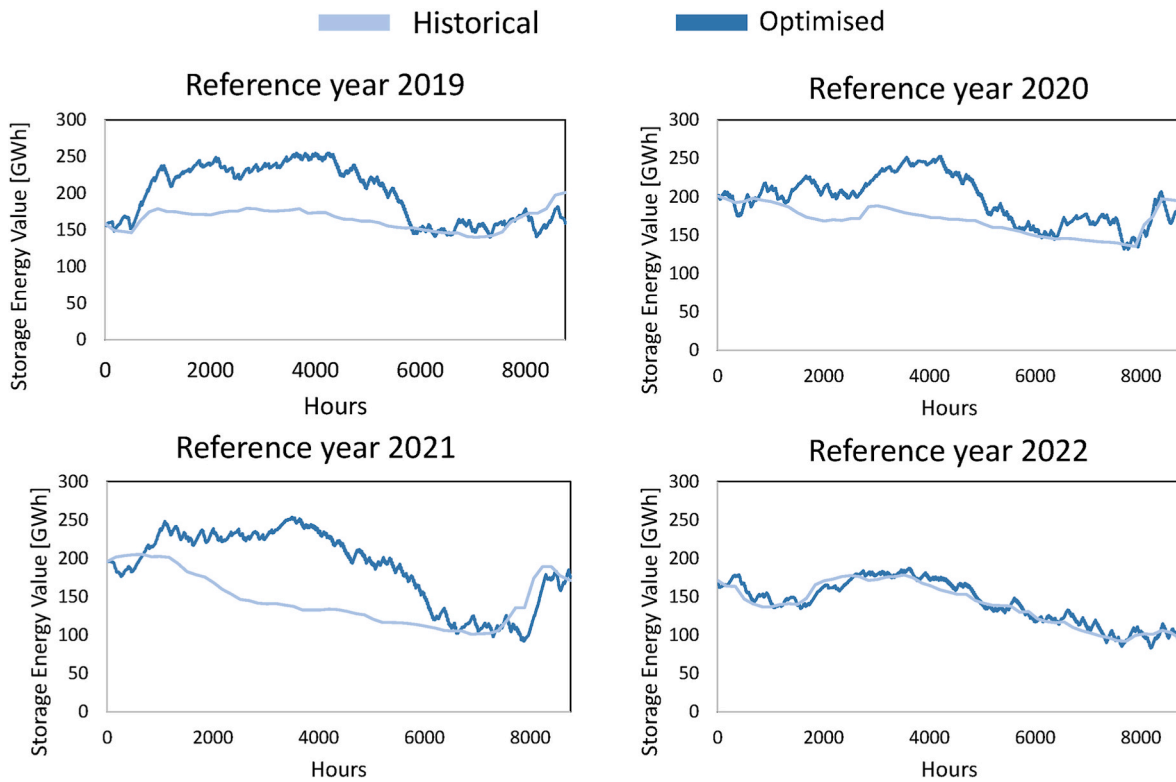 Historical
Optimised
Reference year 2019
Storage Energy Value [GWh]
300
250
200
150
100
50
0
0 2000 4000 6000 8000
Hours
Reference year 2020
Storage Energy Value [GWh]
300
250
200
150
100
50
0
0 2000 4000 6000 8000
Hours
Reference year 2021
Storage Energy Value [GWh]
300
250
200
150
100
50
0
0 2000 4000 6000 8000
Hours
Reference year 2022
Storage Energy Value [GWh]
300
250
200
150
100
50
0
0 2000 4000 6000 8000
Hours